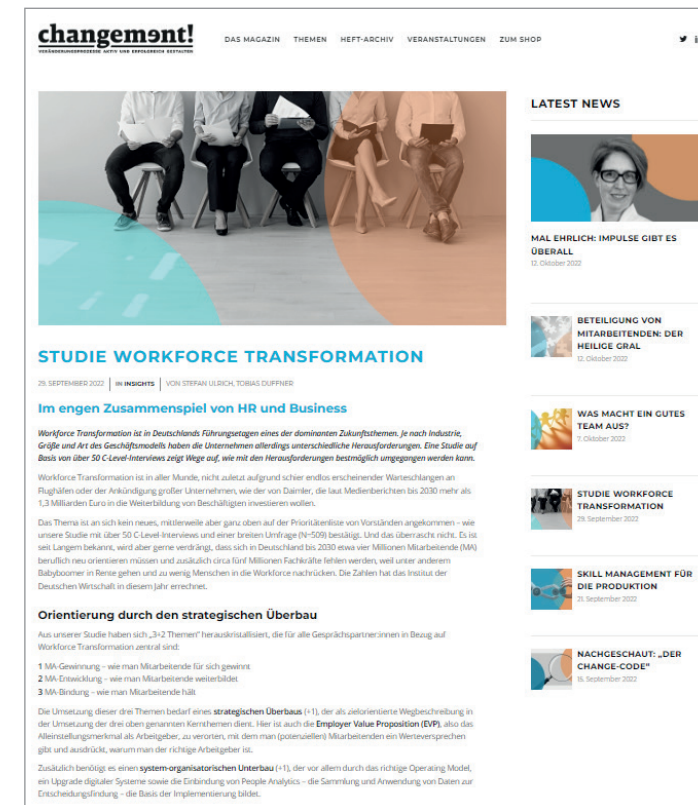 changement!
VERÄNDERUNGSPROZESSE AKTIV UND ERFOLGREICH GESTALTEN
DAS MAGAZIN THEMEN HEFT-ARCHIV VERANSTALTUNGEN ZUM SHOP
STUDIE WORKFORCE TRANSFORMATION
29. SEPTEMBER 2022 | IN INSIGHTS | VON STEFAN ULRICH, TOBIAS DUFFNER
Im engen Zusammenspiel von HR und Business
Workforce Transformation ist in Deutschlands Führungsetagen eines der dominanten Zukunftsthemen. Je nach Industrie,
Größe und Art des Geschäftsmodells haben die Unternehmen allerdings unterschiedliche Herausforderungen. Eine Studie auf
Basis von über 50 C-Level-Interviews zeigt Wege auf, wie mit den Herausforderungen bestmöglich umgegangen werden kann.
Workforce Transformation ist in aller Munde, nicht zuletzt aufgrund schier endlos erscheinender Warteschlangen an
Flughäfen oder der Ankündigung großer Unternehmen, wie der von Daimler, die laut Medienberichten bis 2030 mehr als
1,3 Milliarden Euro in die Weiterbildung von Beschäftigten investieren wollen.
Das Thema ist an sich kein neues, mittlerweile aber ganz oben auf der Prioritätenliste von Vorständen angekommen – wie
unsere Studie mit über 50 C-Level-Interviews und einer breiten Umfrage (N=509) bestätigt. Und das überrascht nicht. Es ist
seit Langem bekannt, wird aber gerne verdrängt, dass sich in Deutschland bis 2030 etwa vier Millionen Mitarbeitende (MA)
beruflich neu orientieren müssen und zusätzlich circa fünf Millionen Fachkräfte fehlen werden, weil unter anderem
Babyboomer in Rente gehen und zu wenig Menschen in die Workforce nachrücken. Die Zahlen hat das Institut der
Deutschen Wirtschaft in diesem Jahr errechnet.
Orientierung durch den strategischen Überbau
Aus unserer Studie haben sich „3+2 Themen" herauskristallisiert, die für alle Gesprächspartner:innen in Bezug auf
Workforce Transformation zentral sind:
1 MA-Gewinnung – wie man Mitarbeitende für sich gewinnt
2 MA-Entwicklung – wie man Mitarbeitende weiterbildet
3 MA-Bindung – wie man Mitarbeitende hält
Die Umsetzung dieser drei Themen bedarf eines strategischen Überbaus (+1), der als zielorientierte Wegbeschreibung in
der Umsetzung der drei oben genannten Kernthemen dient. Hier ist auch die Employer Value Proposition (EVP), also das
Alleinstellungsmerkmal als Arbeitgeber, zu verorten, mit dem man (potenziellen) Mitarbeitenden ein Werteversprechen
gibt und ausdrückt, warum man der richtige Arbeitgeber ist.
Zusätzlich benötigt es einen system-organisatorischen Unterbau (+1), der vor allem durch das richtige Operating Model,
ein Upgrade digitaler Systeme sowie die Einbindung von People Analytics – die Sammlung und Anwendung von Daten zur
Entscheidungsfindung – die Basis der Implementierung bildet.
LATEST NEWS
MAL EHRLICH: IMPULSE GIBT ES
ÜBERALL
12. Oktober 2022
BETEILIGUNG VON
MITARBEITENDEN: DER
HEILIGE GRAL
12. Oktober 2022
WAS MACHT EIN GUTES
TEAM AUS?
7. Oktober 2022
STUDIE WORKFORCE
TRANSFORMATION
29. September 2022
SKILL MANAGEMENT FÜR
DIE PRODUKTION
21. September 2022
NACHGESCHAUT: „DER
CHANGE-CODE"
16. September 2022